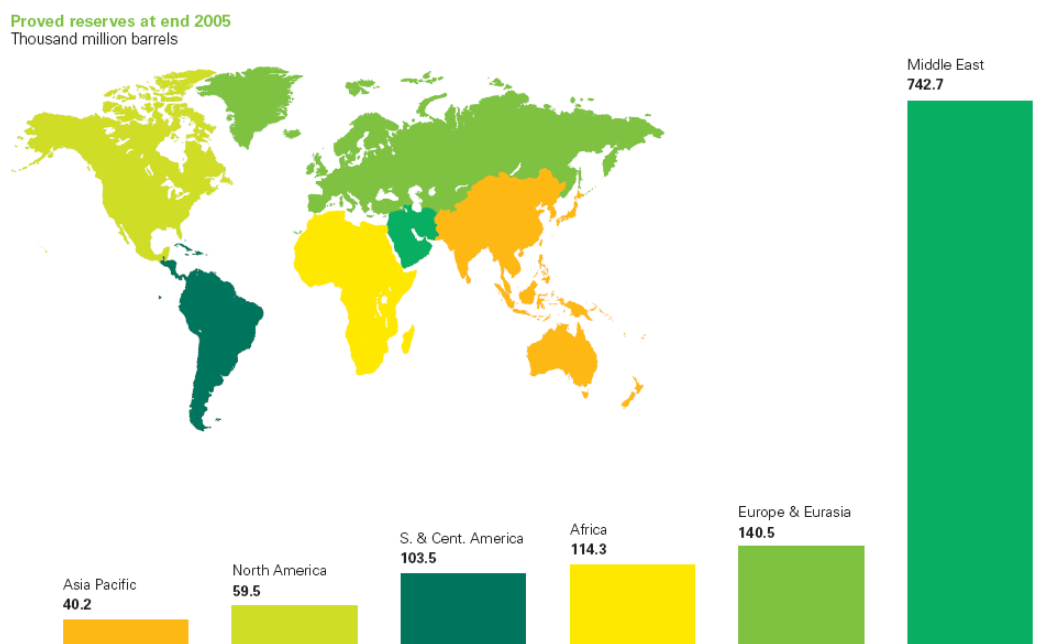 Proved reserves at end 2005
Thousand million barrels
Middle East
742.7
Europe & Eurasia
140.5
Africa
114.3
S. & Cent. America
103.5
North America
59.5
Asia Pacific
40.2